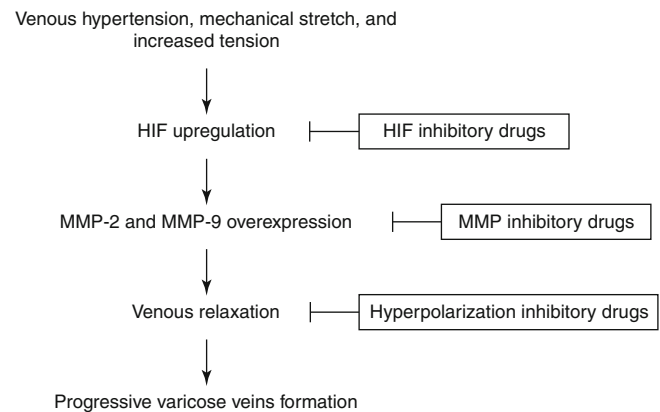 Venous hypertension, mechanical stretch, and
increased tension
HIF upregulation
HIF inhibitory drugs
MMP-2 and MMP-9 overexpression
MMP inhibitory drugs
Venous relaxation
Hyperpolarization inhibitory drugs
Progressive varicose veins formation